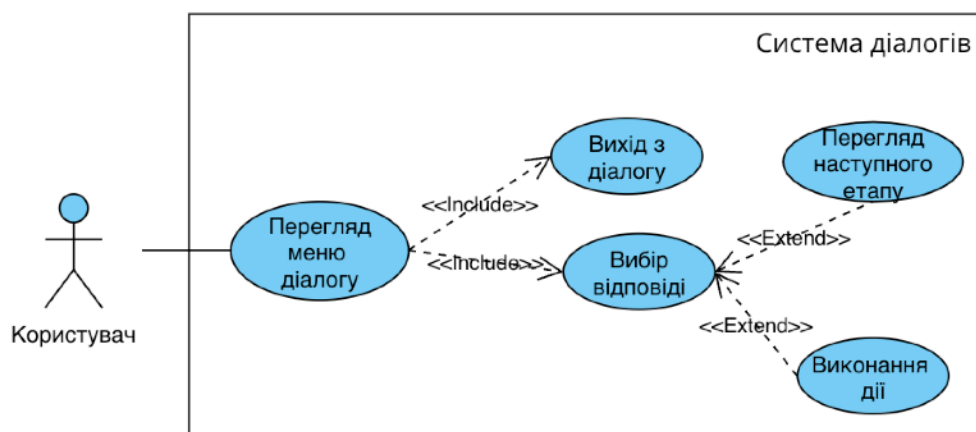 Система діалогів
Вихід з
діалогу
Перегляд
наступного
етапу
<<Include>>
Перегляд
меню
діалогу
<<Extend>>
<<Include>>
Вибір
відповіді
Користувач
<<Extend>>
Виконання
дії